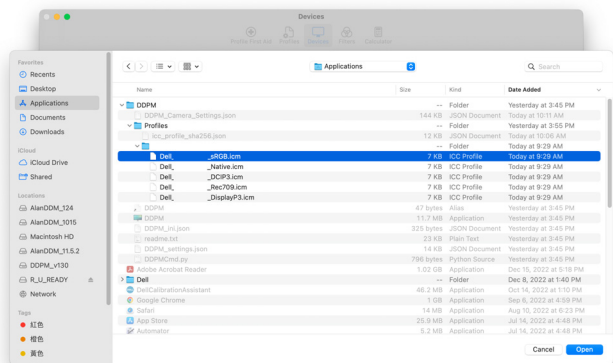 Devices
Profile First Aid Profiles Devices Filters Calculator
Applications
Search
Favorites
Recents
Desktop
Applications
Documents
Downloads
iCloud
iCloud Drive
Shared
Locations
AlanDDM_124
AlanDDM_1015
Macintosh HD
AlanDDM_11.5.2
DDPM_v130
R_U_READY
Network
Tags
紅色
橙色
黃色
Name Size Kind Date Added
DDPM -- Folder Yesterday at 3:45 PM
DDPM_Camera_Settings.json 144 KB JSON Document Today at 10:11 AM
Profiles -- Folder Yesterday at 3:55 PM
icc_profile_sha256.json 12 KB JSON Document Today at 10:06 AM
-- Folder Today at 9:29 AM
Dell_ _sRGB.icm 7 KB ICC Profile Today at 9:29 AM
Dell_ _Native.icm 7 KB ICC Profile Today at 9:29 AM
Dell_ _DCIP3.icm 7 KB ICC Profile Today at 9:29 AM
Dell_ _Rec709.icm 7 KB ICC Profile Today at 9:29 AM
Dell_ _DisplayP3.icm 7 KB ICC Profile Today at 9:29 AM
DDPM 47 bytes Alias Yesterday at 3:45 PM
DDPM 11.7 MB Application Yesterday at 3:45 PM
DDPM_ini.json 325 bytes JSON Document Yesterday at 3:45 PM
readme.txt 23 KB Plain Text Yesterday at 3:45 PM
DDPM_settings.json 14 KB JSON Document Yesterday at 3:45 PM
DDPMCmd.py 796 bytes Python Source Yesterday at 3:45 PM
Adobe Acrobat Reader 1.02 GB Application Dec 15, 2022 at 5:18 PM
Dell -- Folder Dec 8, 2022 at 1:40 PM
DellCalibrationAssistant 46.2 MB Application Oct 14, 2022 at 1:10 PM
Google Chrome 1 GB Application Sep 6, 2022 at 4:59 PM
Safari 14 MB Application Aug 10, 2022 at 6:23 PM
App Store 25.9 MB Application Jul 14, 2022 at 4:48 PM
Automator 5.2 MB Application Jul 14, 2022 at 4:48 PM
Cancel Open